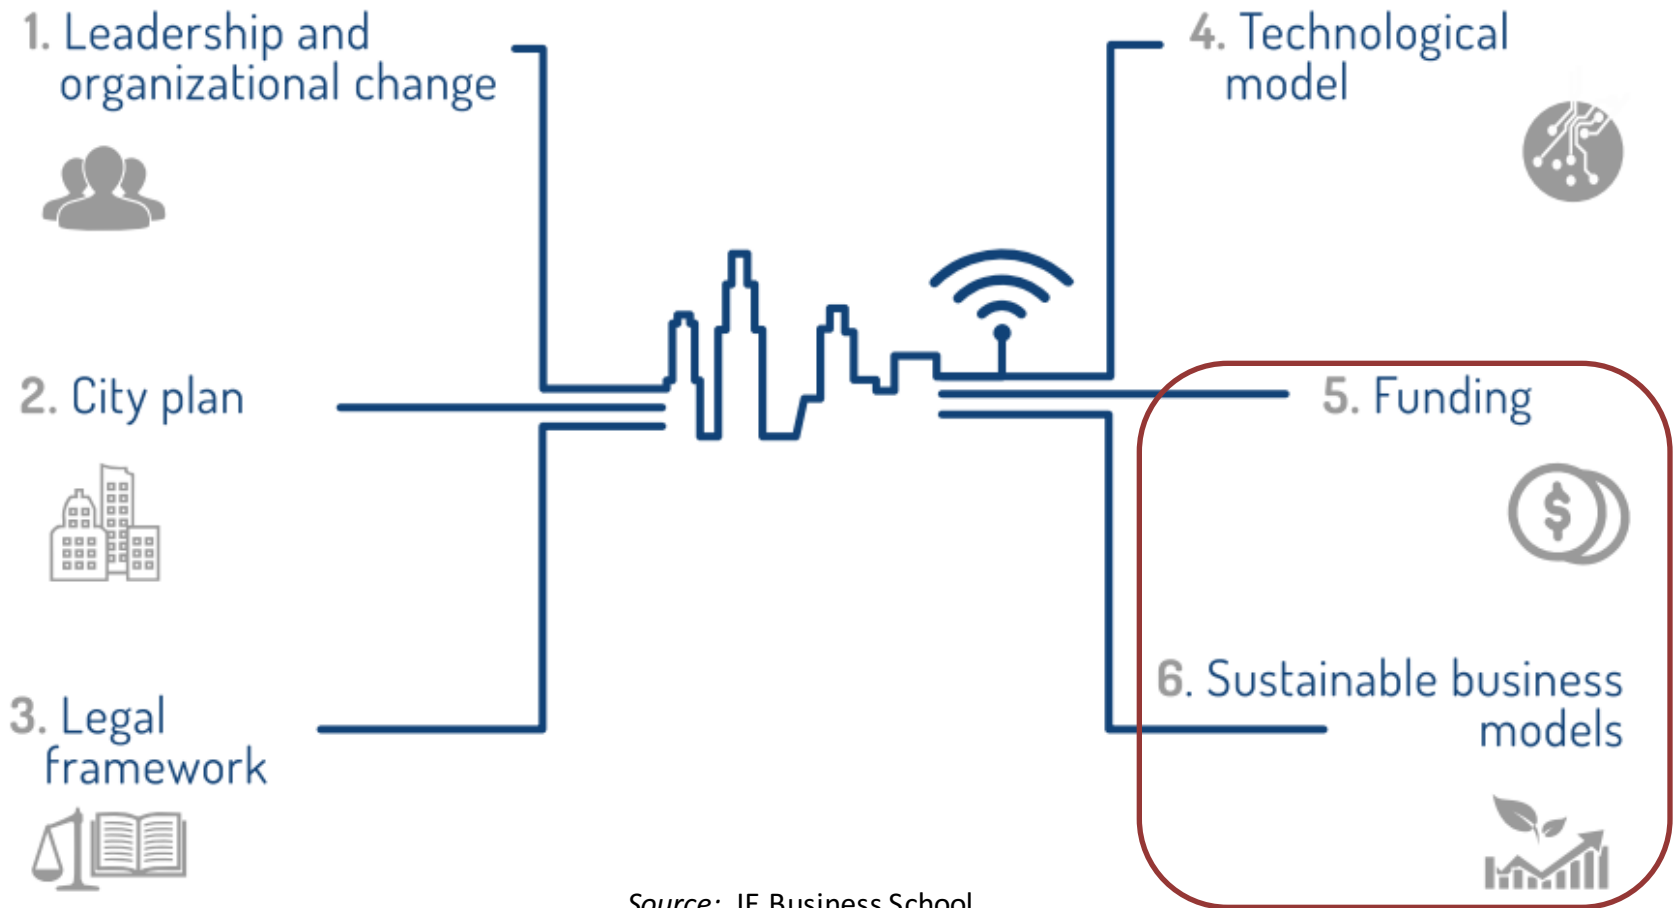 1. Leadership and
organizational change
2. City plan
3. Legal
framework
4. Technological
model
5. Funding
$
6. Sustainable business
models
Source: IE Business School